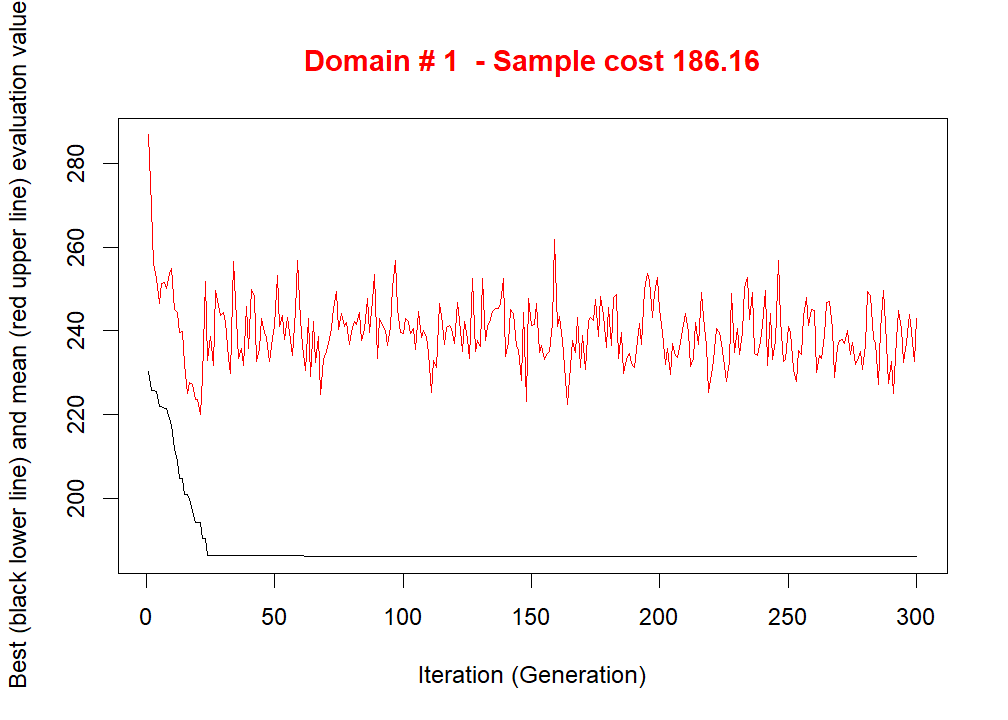 Domain # 1  - Sample cost 186.16
Best (black lower line) and mean (red upper line) evaluation value
280
260
240
220
200
0 50 100 150 200 250 300
Iteration (Generation)